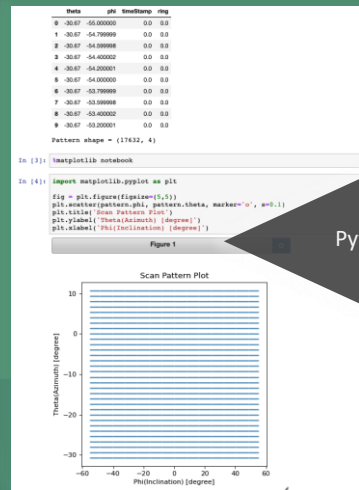 theta phi timeStamp ring
0 -30.67 -55.000000 0.0 0.0
1 -30.67 -54.799999 0.0 0.0
2 -30.67 -54.599998 0.0 0.0
3 -30.67 -54.400002 0.0 0.0
4 -30.67 -54.200001 0.0 0.0
5 -30.67 -54.000000 0.0 0.0
6 -30.67 -53.799999 0.0 0.0
7 -30.67 -53.599998 0.0 0.0
8 -30.67 -53.400002 0.0 0.0
9 -30.67 -53.200001 0.0 0.0
Pattern shape = (17632, 4)
In [3]: %matplotlib notebook
In [4]: import matplotlib.pyplot as plt
fig = plt.figure(figsize=(5,5))
plt.scatter(pattern.phi, pattern.theta, marker='o', s=0.1)
plt.title('Scan Pattern Plot')
plt.ylabel('Theta(Azimuth) [degree]')
plt.xlabel('Phi(Inclination) [degree]')
Figure 1
Py
Scan Pattern Plot
Theta(Azimuth) [degree]
10
0
−10
−20
−30
−60 −40 −20 0 20 40 60
Phi(Inclination) [degree]